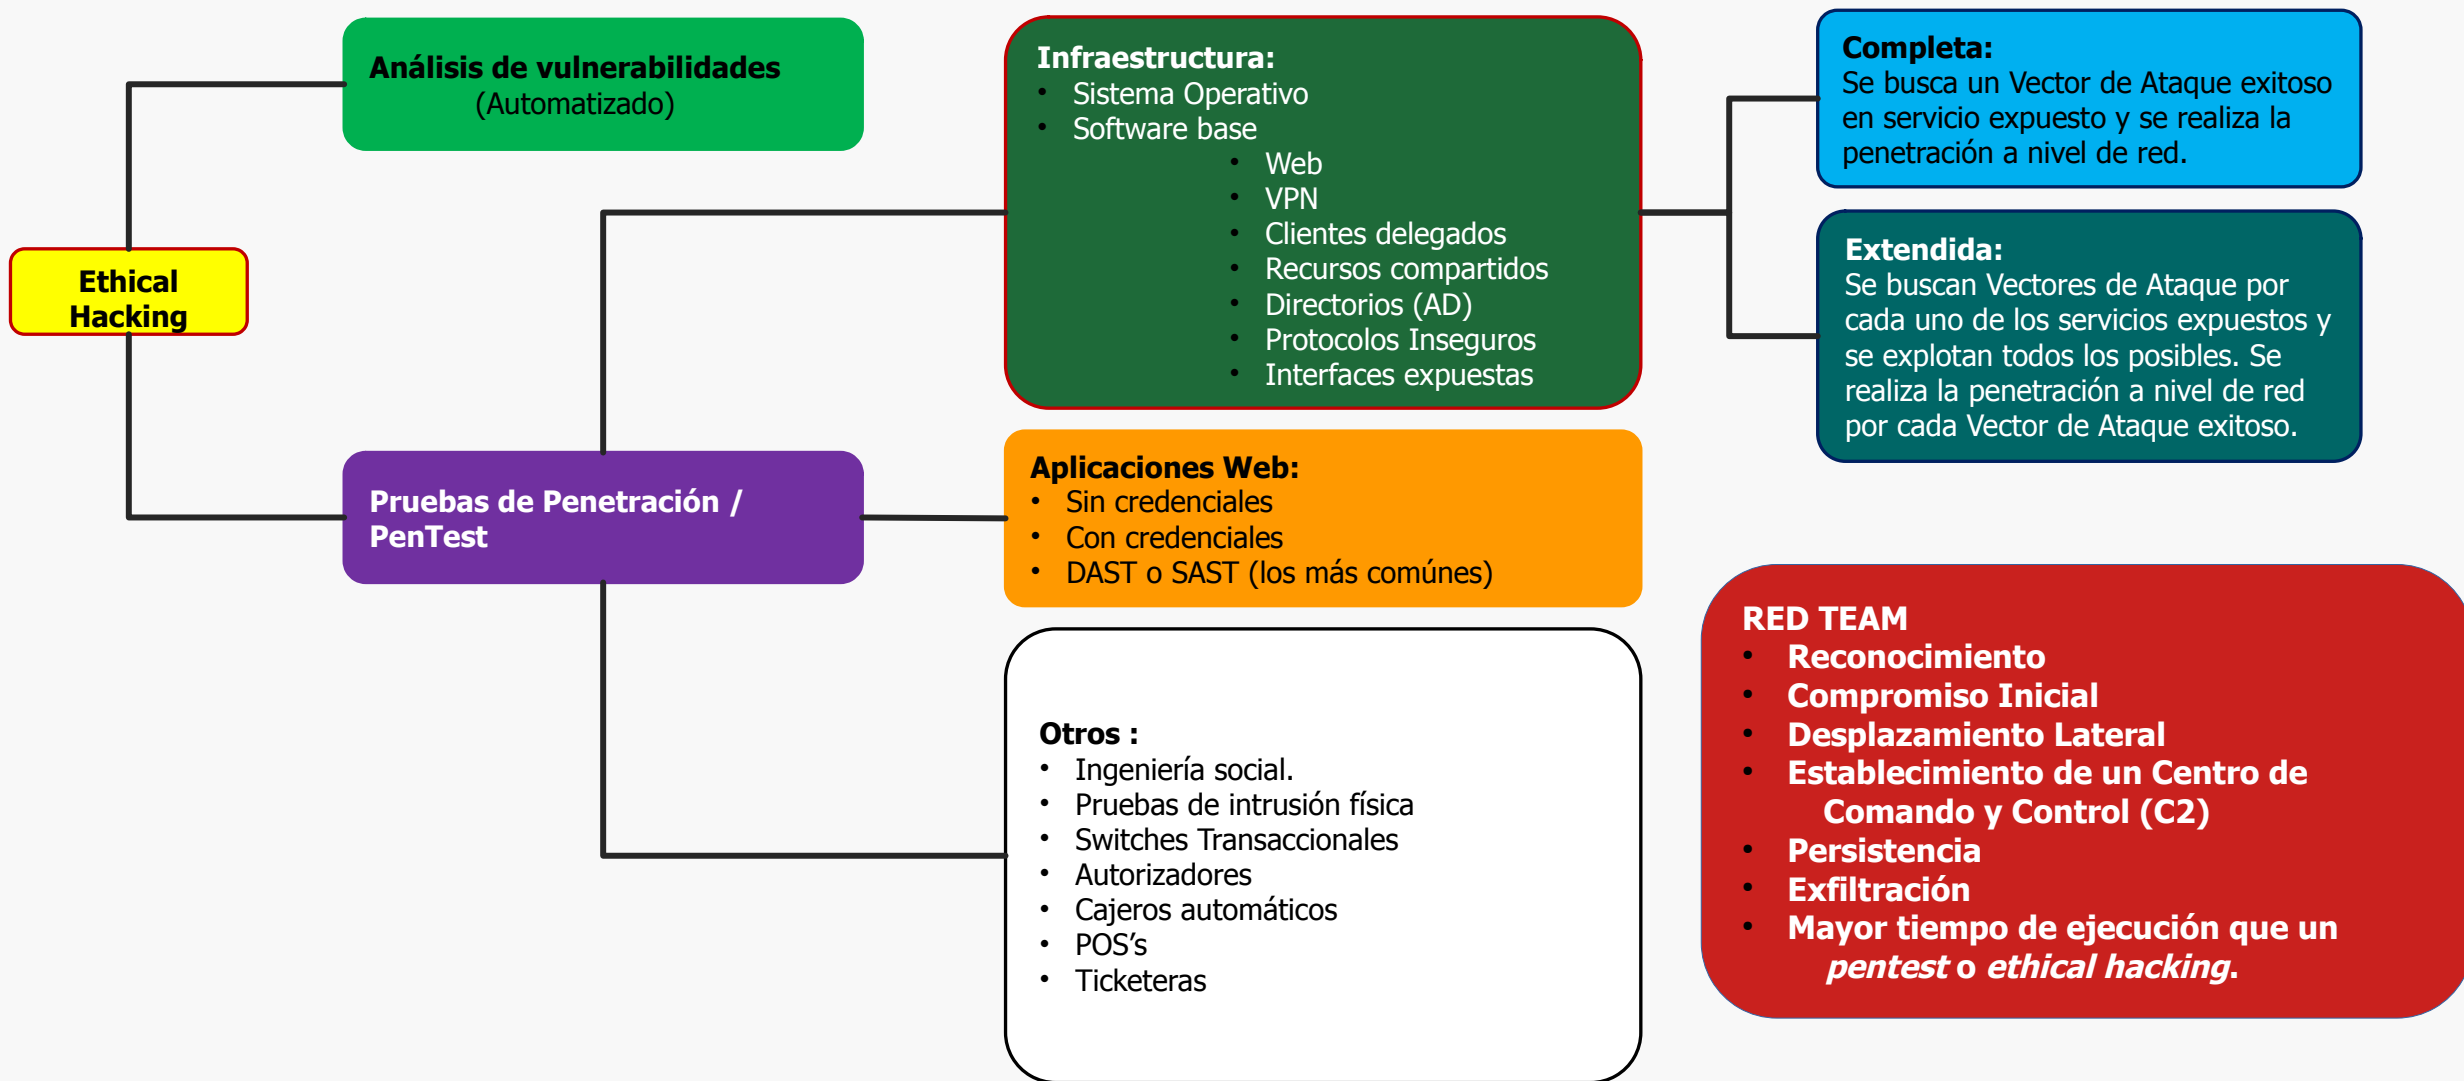 Ethical
Hacking
Análisis de vulnerabilidades
(Automatizado)
Pruebas de Penetración /
PenTest
Infraestructura:
• Sistema Operativo
• Software base
• Web
• VPN
• Clientes delegados
• Recursos compartidos
• Directorios (AD)
• Protocolos Inseguros
• Interfaces expuestas
Aplicaciones Web:
• Sin credenciales
• Con credenciales
• DAST o SAST (los más comúnes)
Otros :
• Ingeniería social.
• Pruebas de intrusión física
• Switches Transaccionales
• Autorizadores
• Cajeros automáticos
• POS’s
• Ticketeras
Completa:
Se busca un Vector de Ataque exitoso
en servicio expuesto y se realiza la
penetración a nivel de red.
Extendida:
Se buscan Vectores de Ataque por
cada uno de los servicios expuestos y
se explotan todos los posibles. Se
realiza la penetración a nivel de red
por cada Vector de Ataque exitoso.
RED TEAM
• Reconocimiento
• Compromiso Inicial
• Desplazamiento Lateral
• Establecimiento de un Centro de
Comando y Control (C2)
• Persistencia
• Exfiltración
• Mayor tiempo de ejecución que un
pentest o ethical hacking.